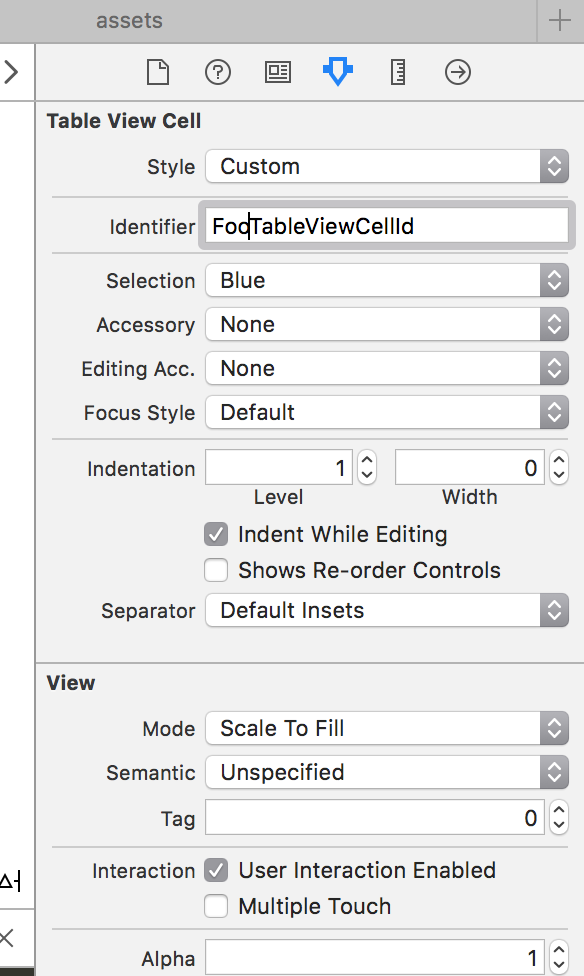 assets
Table View Cell
Style Custom
Identifier FooTableViewCellId
Selection Blue
Accessory None
Editing Acc. None
Focus Style Default
Indentation 1 0
Level Width
Indent While Editing
Shows Re-order Controls
Separator Default Insets
View
Mode Scale To Fill
Semantic Unspecified
Tag 0
Interaction User Interaction Enabled
Multiple Touch
Alpha 1